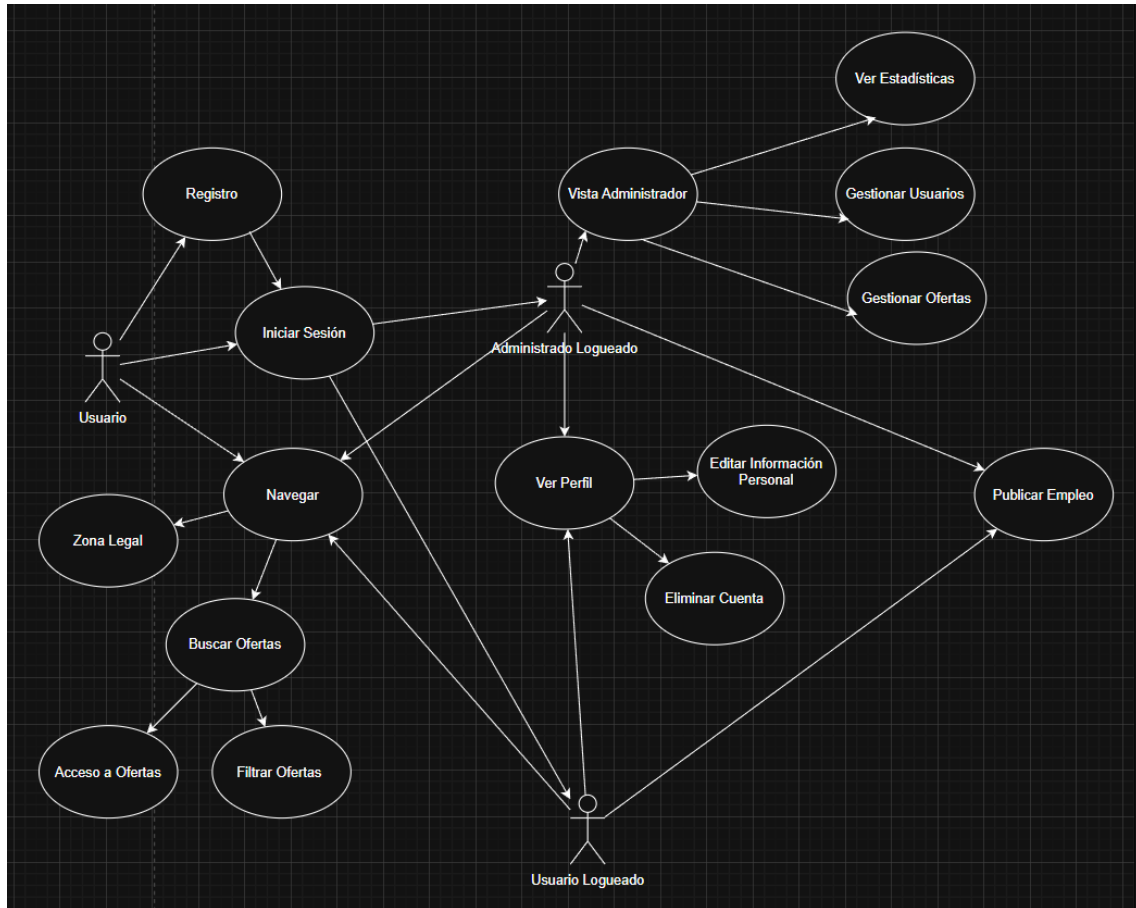 Ver Estadísticas
Registro
Vista Administrador
Gestionar Usuarios
Gestionar Ofertas
Iniciar Sesión
Administrado Logueado
Usuario
Editar Información
Personal
Ver Perfil
Navegar
Publicar Empleo
Zona Legal
Eliminar Cuenta
Buscar Ofertas
Acceso a Ofertas
Filtrar Ofertas
Usuario Logueado